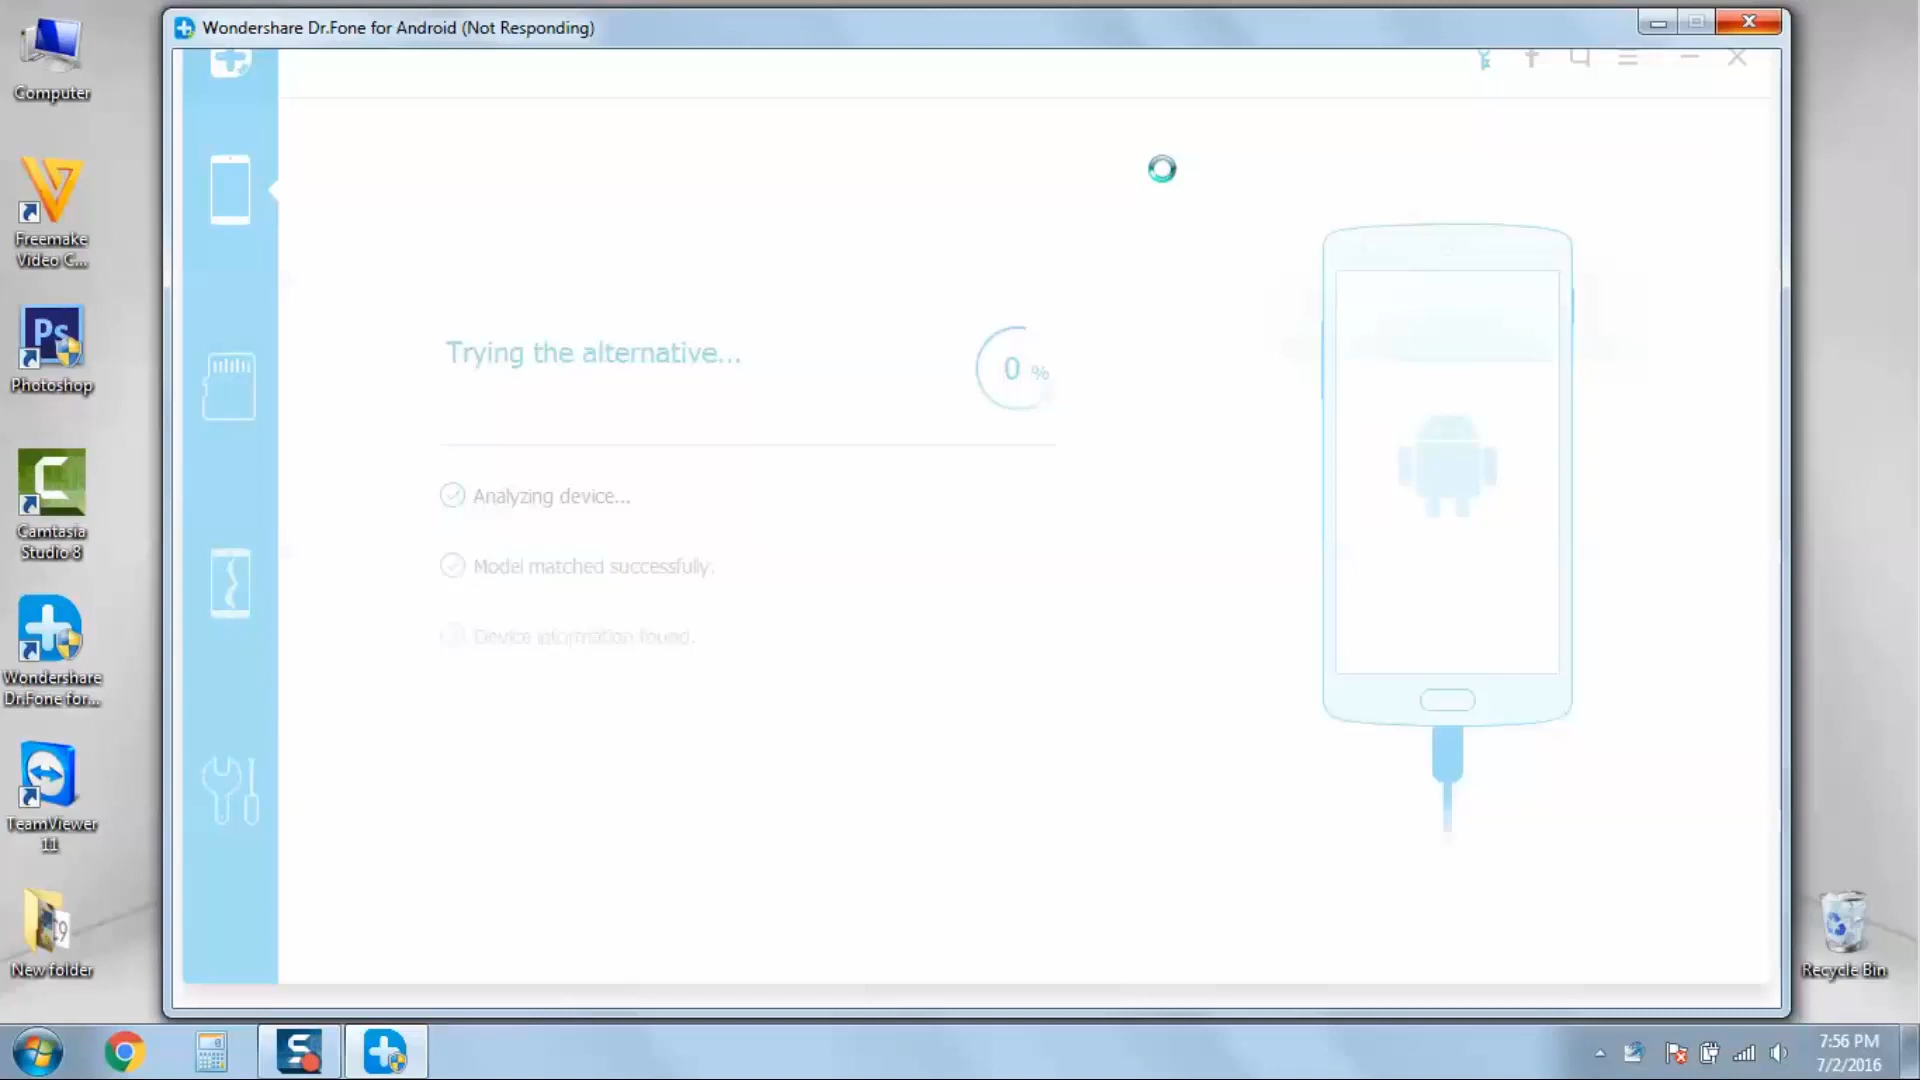 Wondershare Dr.Fone for Android (Not Responding)
Computer
Freemake
Video C...
Ps
Photoshop
Camtasia
Studio 8
Wondershare
Dr.Fone for...
TeamViewer
11
New folder
Trying the alternative...
0 %
Analyzing device...
Model matched successfully.
Device information found.
Recycle Bin
7:56 PM
7/2/2016